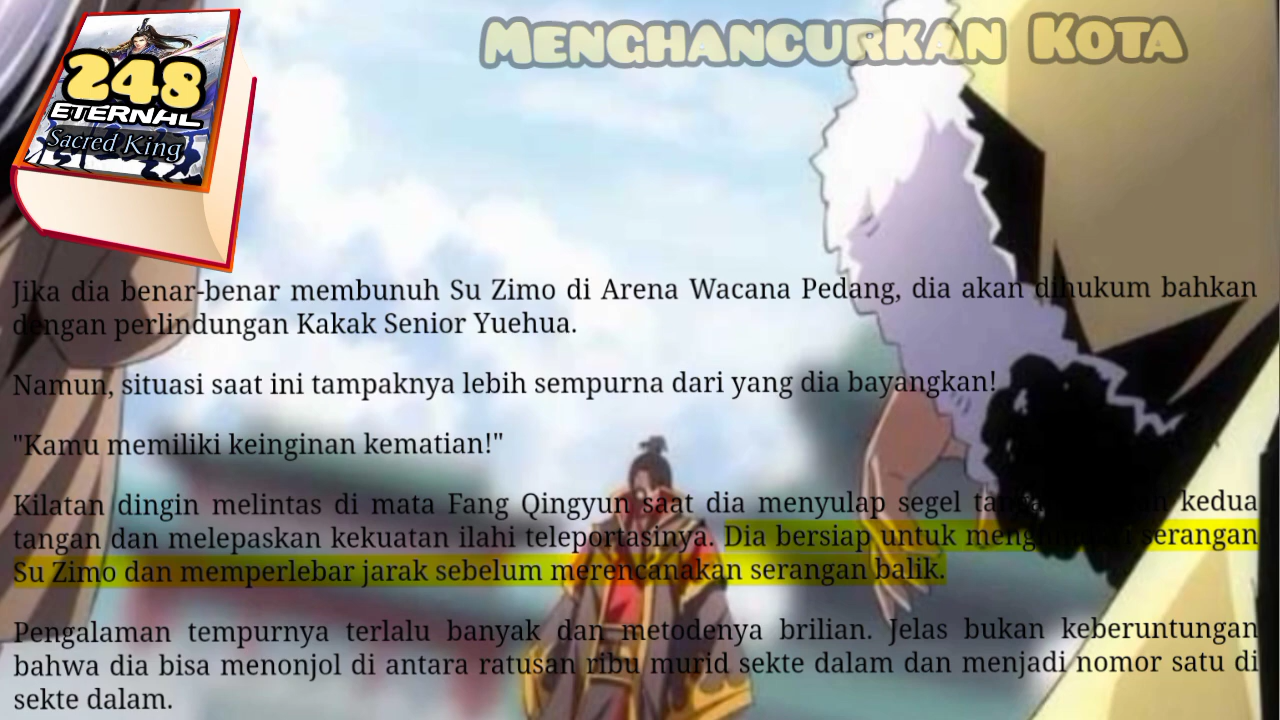 Menghancurkan Kota
248
ETERNAL
Sacred King
Jika dia benar-benar membunuh Su Zimo di Arena Wacana Pedang, dia akan dihukum bahkan
dengan perlindungan Kakak Senior Yuehua.
Namun, situasi saat ini tampaknya lebih sempurna dari yang dia bayangkan!
"Kamu memiliki keinginan kematian!"
Kilatan dingin melintas di mata Fang Qingyun saat dia menyulap segel kedua
tangan dan melepaskan kekuatan ilahi teleportasinya. Dia bersiap untuk serangan
Su Zimo dan memperlebar jarak sebelum merencanakan serangan balik.
Pengalaman tempurnya terlalu banyak dan metodenya brilian. Jelas bukan keberuntungan
bahwa dia bisa menonjol di antara ratusan ribu murid sekte dalam dan menjadi nomor satu di
sekte dalam.